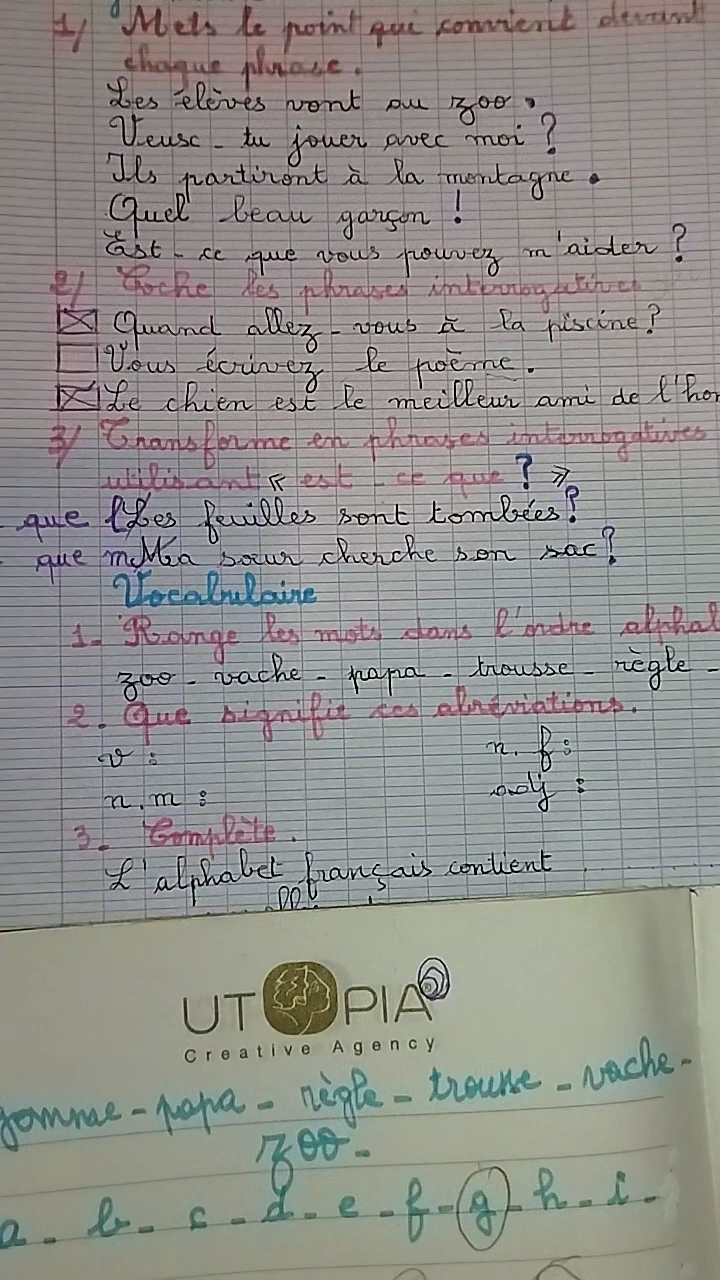 1/ Mets le point qui convient devant
chaque phrase.
Les élèves vont au zoo.
Veux-tu jouer avec moi ?
Ils partiront à la montagne.
Quel beau garçon !
Est-ce que vous pouvez m'aider ?
2/ Coche les phrases interrogatives
Quand allez-vous à la piscine ?
Vous écrivez le poème.
Le chien est le meilleur ami de l'hom
3/ Transforme en phrases interrogatives
utilisant « est-ce que ? »
que lLes feuilles sont tombées ?
que mMa sœur cherche son sac ?
Vocabulaire
1. Range les mots dans l'ordre alphab
zoo - vache - papa - trousse - règle -
2. Que signifie ces abréviations.
v : n.f :
n.m : adj :
3. Complète.
L'alphabet français contient ......
UTOPIA
Creative Agency
gomme - papa - règle - trousse - vache -
zoo -
a - b - c - d - e - f - g - h - i -